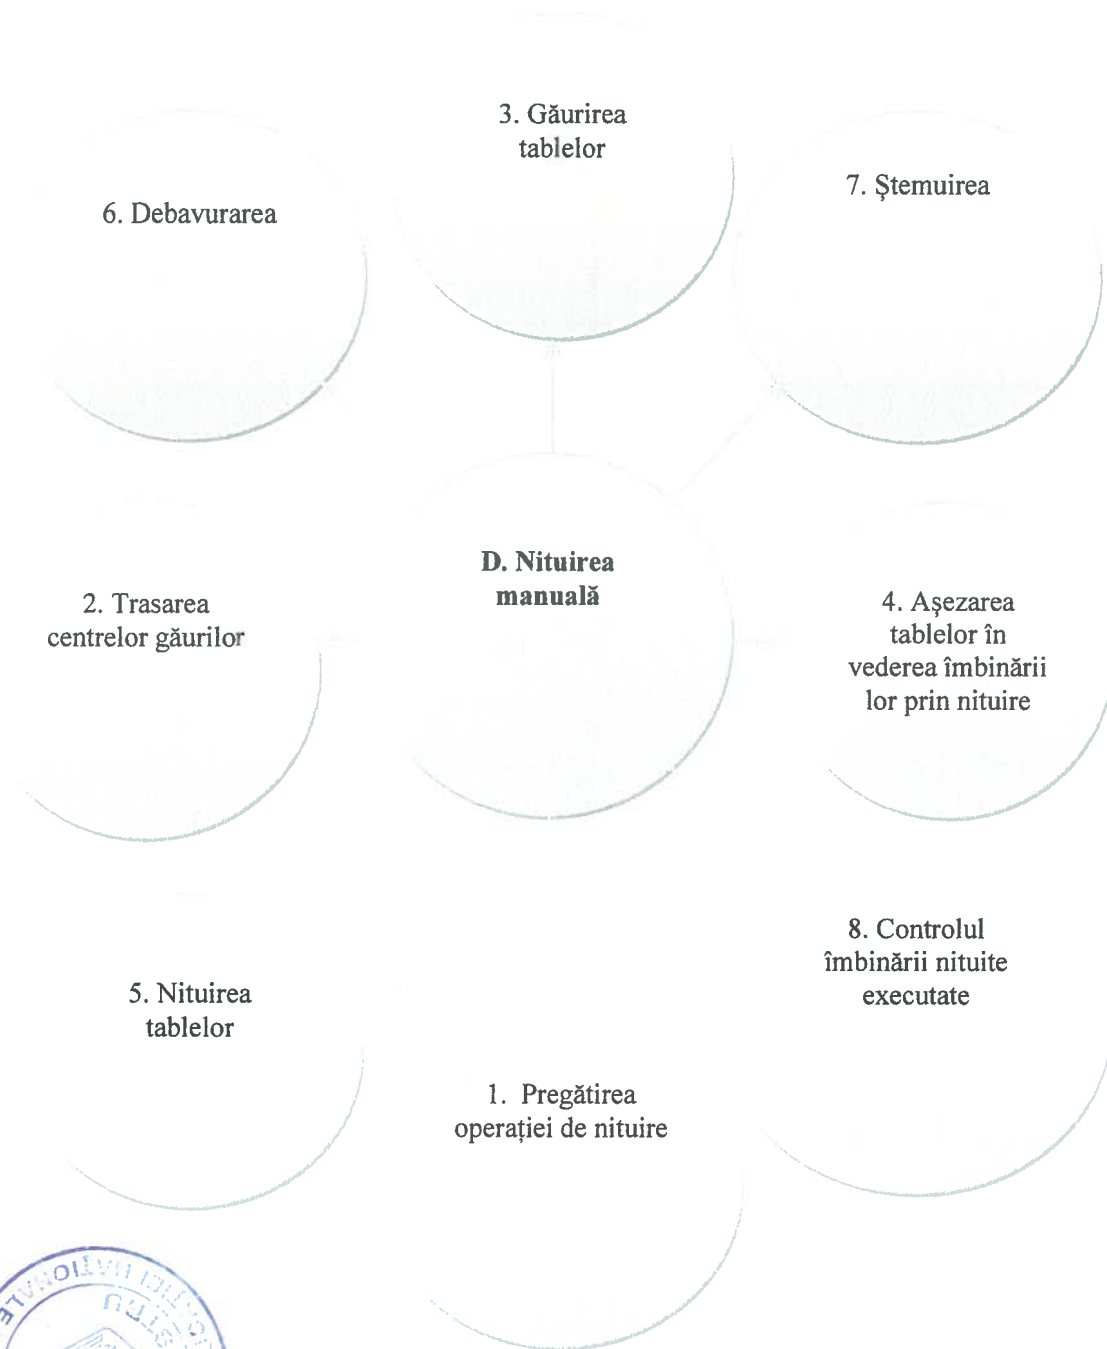 3. Găurirea
tablelor
6. Debavurarea
7. Ștemuirea
D. Nituirea
manuală
2. Trasarea
centrelor găurilor
4. Așezarea
tablelor în
vederea îmbinării
lor prin nituire
8. Controlul
îmbinării nituite
executate
5. Nituirea
tablelor
1. Pregătirea
operației de nituire